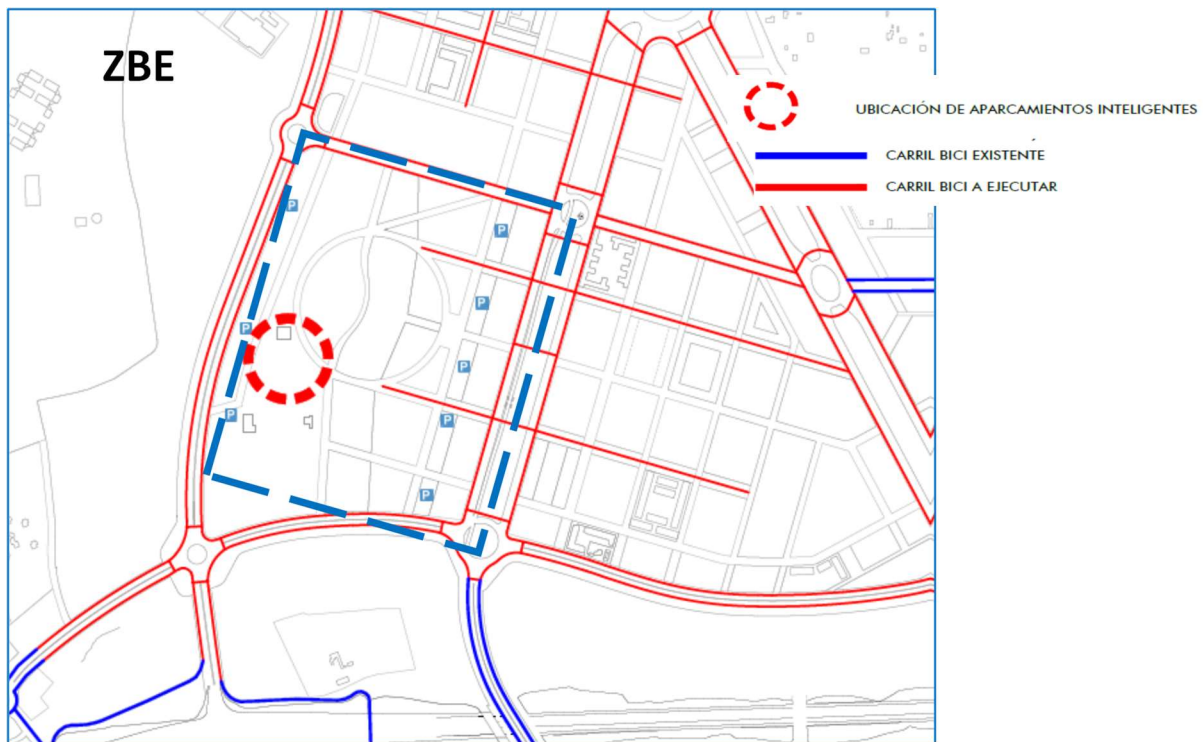 ZBE
UBICACIÓN DE APARCAMIENTOS INTELIGENTES
CARRIL BICI EXISTENTE
CARRIL BICI A EJECUTAR
P
P
P
P
P
P
P
P